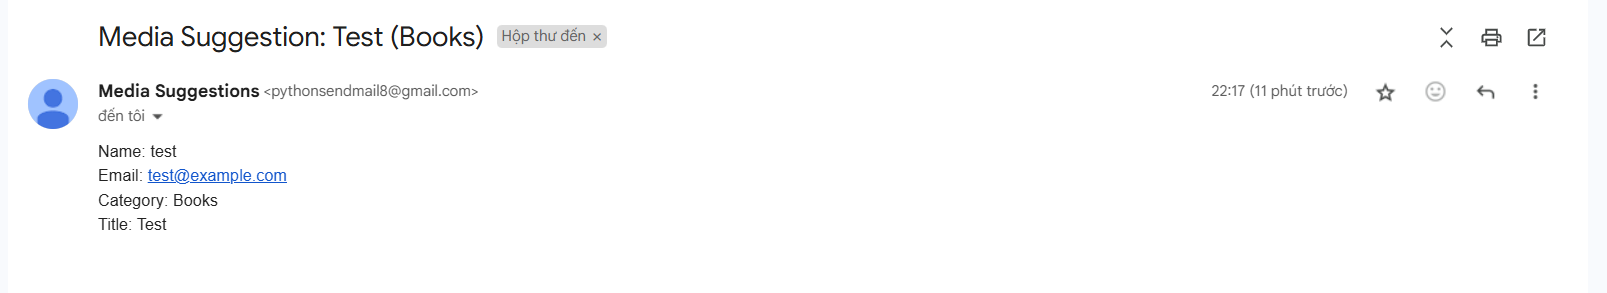 Media Suggestion: Test (Books) Hộp thư đến ×
Media Suggestions <pythonsendmail8@gmail.com> 22:17 (11 phút trước)
đến tôi
Name: test
Email: test@example.com
Category: Books
Title: Test